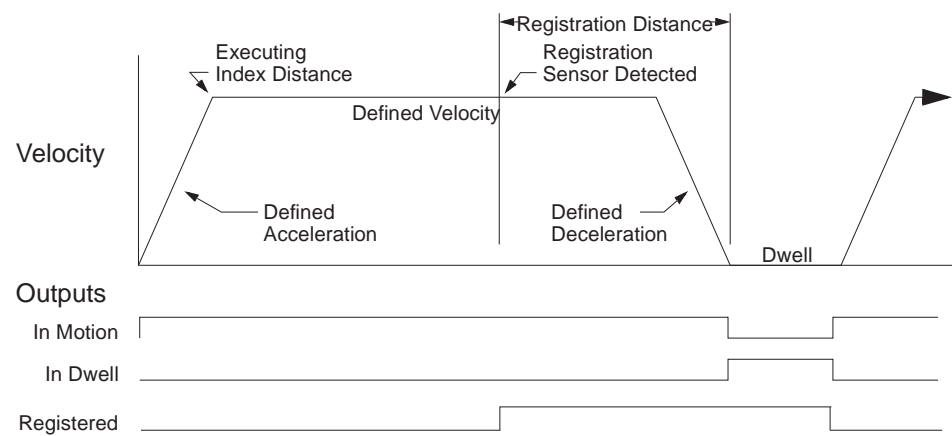 Registration Distance
Executing
Index Distance
Registration
Sensor Detected
Defined Velocity
Velocity
Defined
Acceleration
Defined
Deceleration
Dwell
Outputs
In Motion
In Dwell
Registered